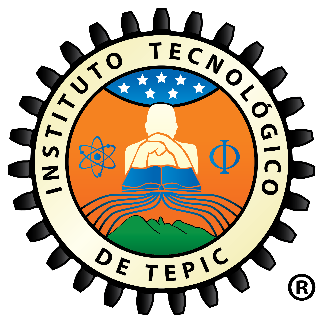 INSTITUTO TECNOLÓGICO
DE TEPIC
Φ
®